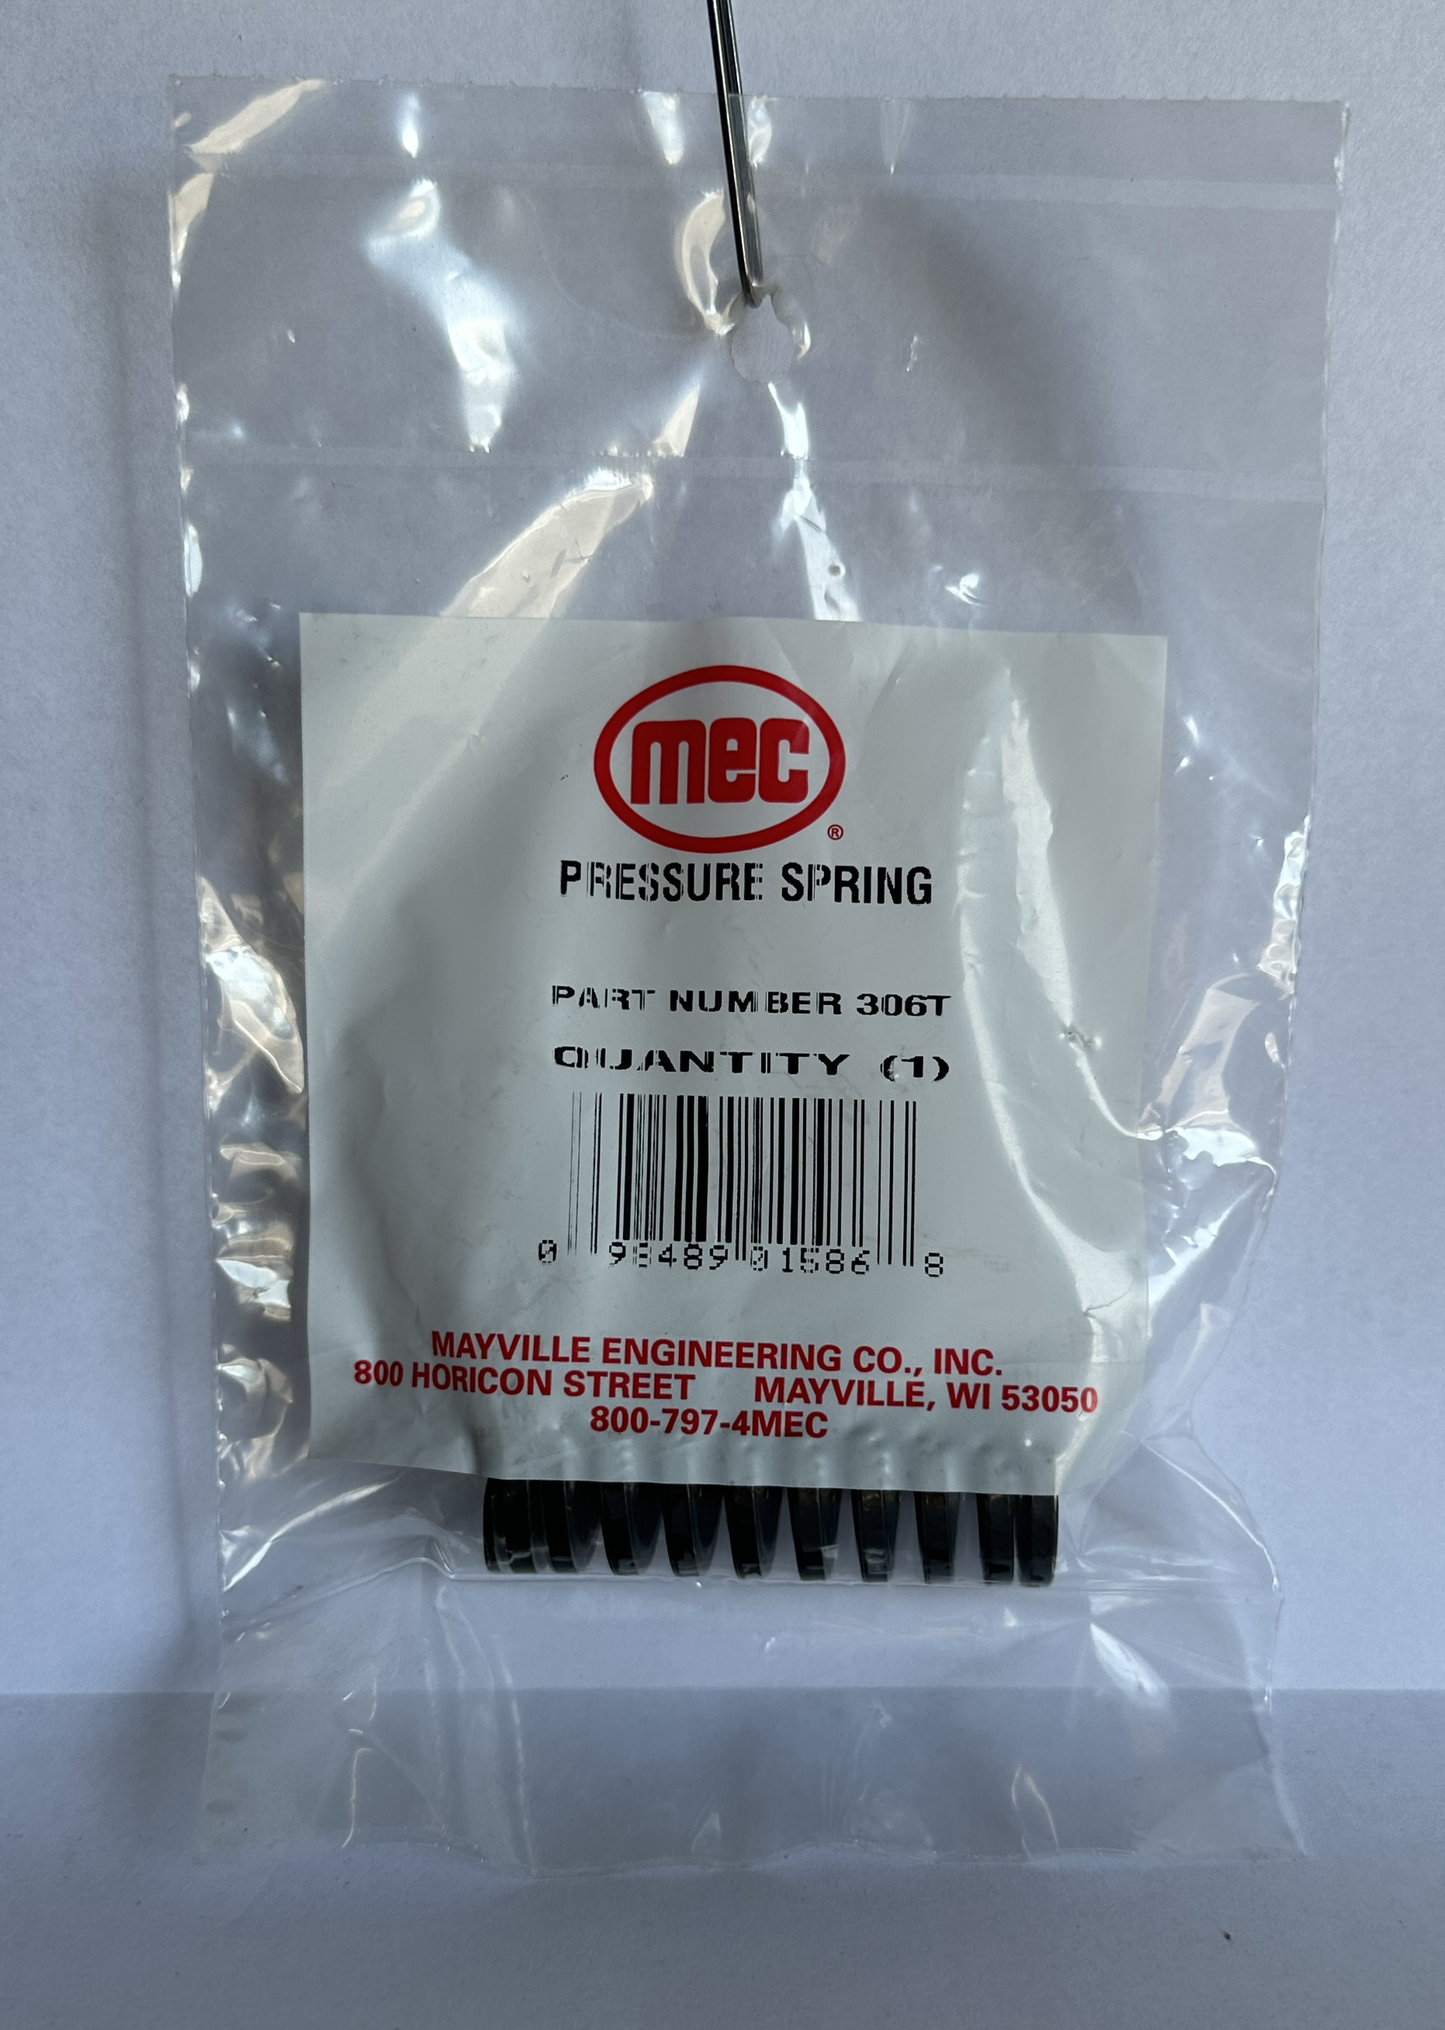 mec
®
PRESSURE SPRING
PART NUMBER 306T
QUANTITY (1)
0 98489 01586 8
MAYVILLE ENGINEERING CO., INC.
800 HORICON STREET MAYVILLE, WI 53050
800-797-4MEC